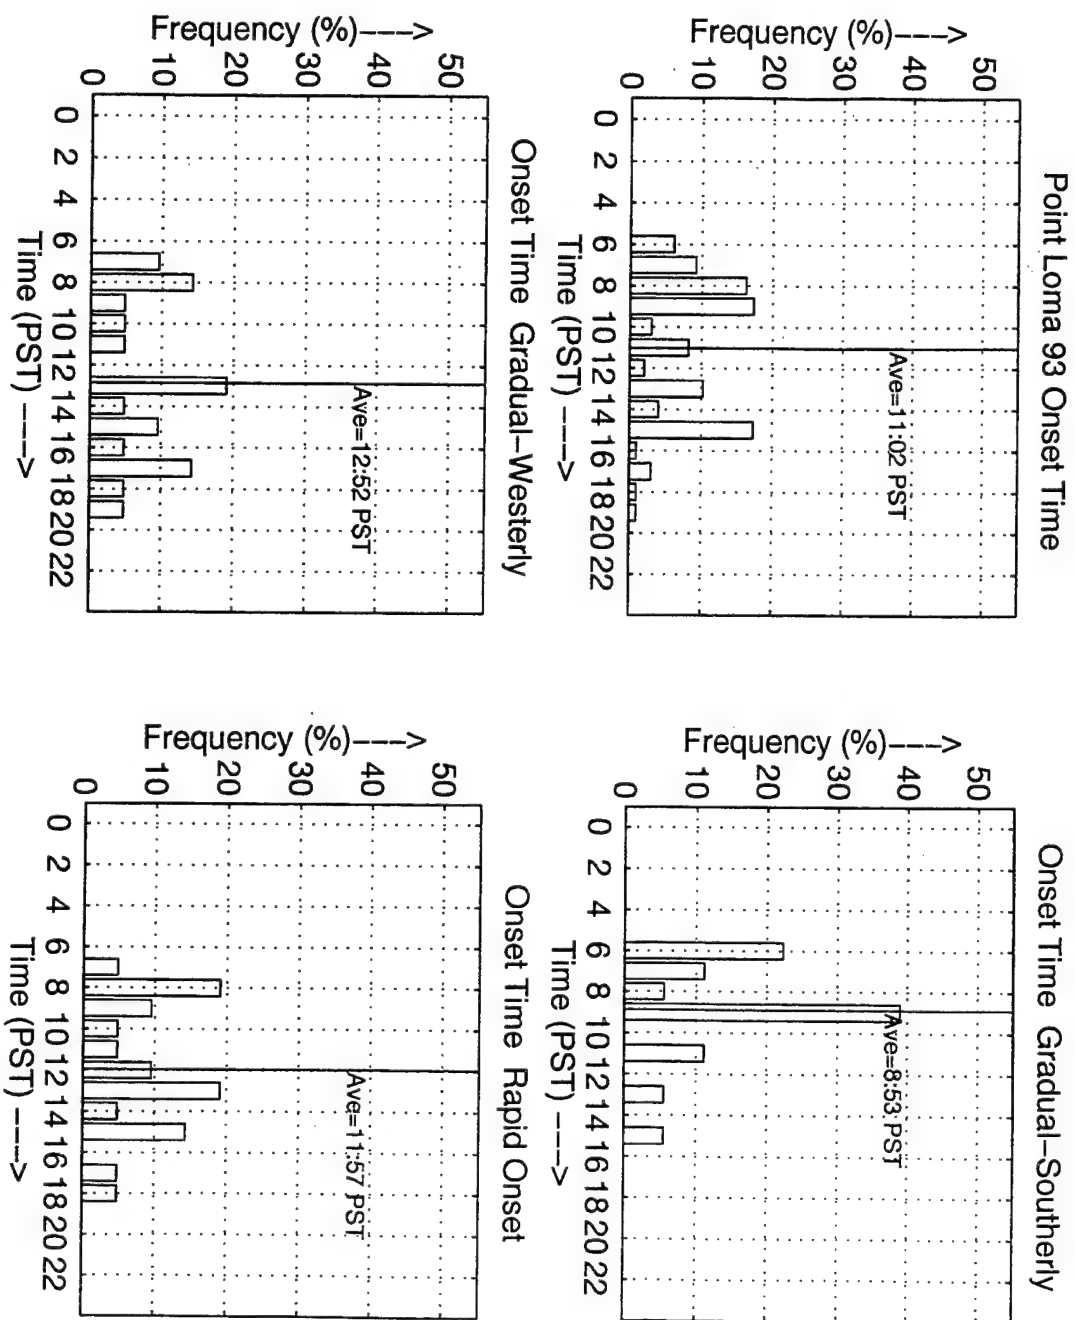 Point Loma 93 Onset Time
Frequency (%)--->
50
40
30
20
10
0
Ave=11:02 PST
0 2 4 6 8 10 12 14 16 18 20 22
Time (PST) --->
Onset Time Gradual-Southerly
Frequency (%)--->
50
40
30
20
10
0
Ave=8:53 PST
0 2 4 6 8 10 12 14 16 18 20 22
Time (PST) --->
Onset Time Gradual-Westerly
Frequency (%)--->
50
40
30
20
10
0
Ave=12:52 PST
0 2 4 6 8 10 12 14 16 18 20 22
Time (PST) --->
Onset Time Rapid Onset
Frequency (%)--->
50
40
30
20
10
0
Ave=11:57 PST
0 2 4 6 8 10 12 14 16 18 20 22
Time (PST) --->